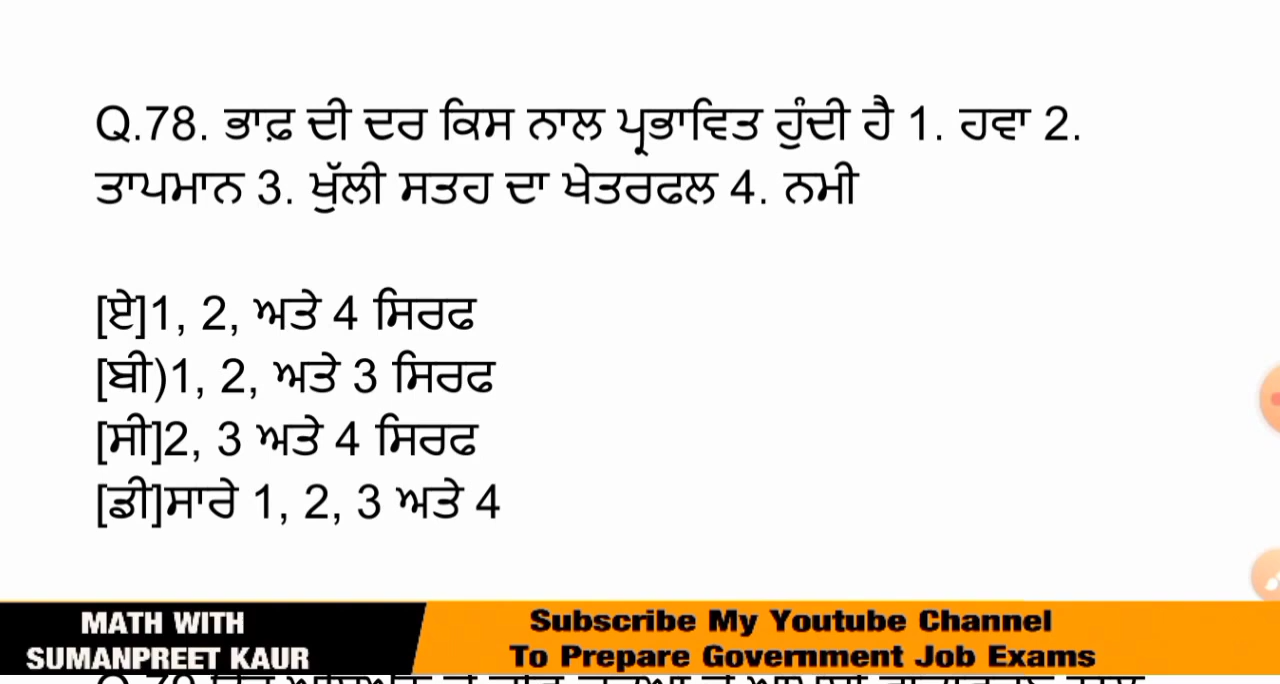 Q.78. ਭਾਫ਼ ਦੀ ਦਰ ਕਿਸ ਨਾਲ ਪ੍ਰਭਾਵਿਤ ਹੁੰਦੀ ਹੈ 1. ਹਵਾ 2.
ਤਾਪਮਾਨ 3. ਖੁੱਲੀ ਸਤਹ ਦਾ ਖੇਤਰਫਲ 4. ਨਮੀ
[ਏ]1, 2, ਅਤੇ 4 ਸਿਰਫ
[ਬੀ)1, 2, ਅਤੇ 3 ਸਿਰਫ
[ਸੀ]2, 3 ਅਤੇ 4 ਸਿਰਫ
[ਡੀ]ਸਾਰੇ 1, 2, 3 ਅਤੇ 4
MATH WITH
SUMANPREET KAUR
Subscribe My Youtube Channel
To Prepare Government Job Exams